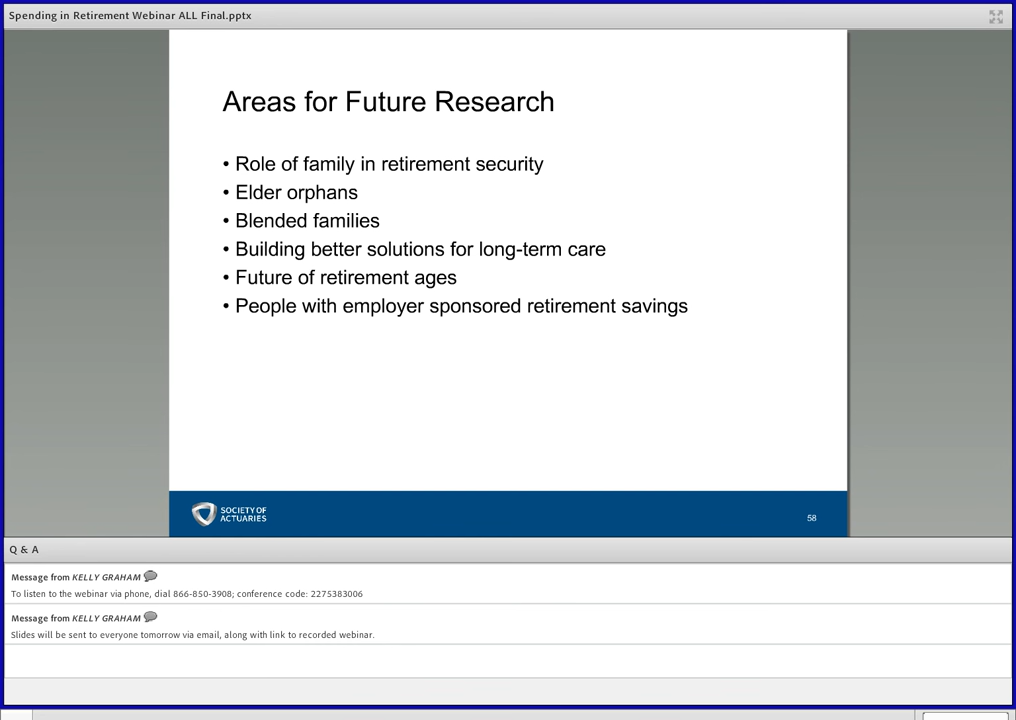 Spending in Retirement Webinar ALL Final.pptx
Areas for Future Research
• Role of family in retirement security
• Elder orphans
• Blended families
• Building better solutions for long-term care
• Future of retirement ages
• People with employer sponsored retirement savings
SOCIETY OF
ACTUARIES
58
Q & A
Message from KELLY GRAHAM
To listen to the webinar via phone, dial 866-850-3908; conference code: 2275383006
Message from KELLY GRAHAM
Slides will be sent to everyone tomorrow via email, along with link to recorded webinar.